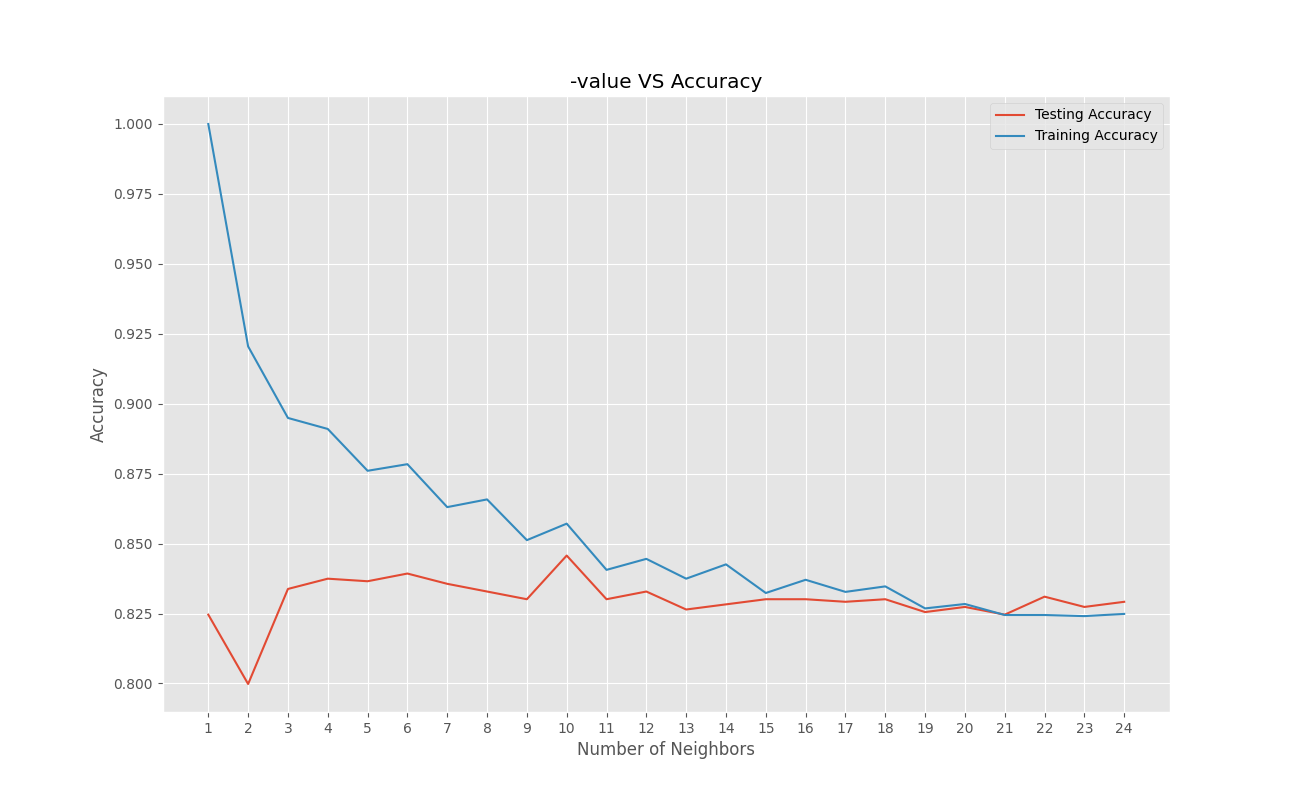 -value VS Accuracy
Testing Accuracy
Training Accuracy
Accuracy
1.000
0.975
0.950
0.925
0.900
0.875
0.850
0.825
0.800
1 2 3 4 5 6 7 8 9 10 11 12 13 14 15 16 17 18 19 20 21 22 23 24
Number of Neighbors